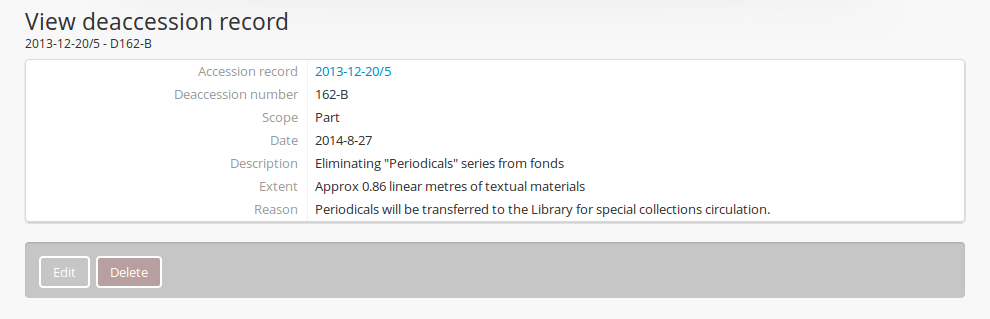 View deaccession record
2013-12-20/5 - D162-B
Accession record 2013-12-20/5
Deaccession number 162-B
Scope Part
Date 2014-8-27
Description Eliminating "Periodicals" series from fonds
Extent Approx 0.86 linear metres of textual materials
Reason Periodicals will be transferred to the Library for special collections circulation.
Edit Delete